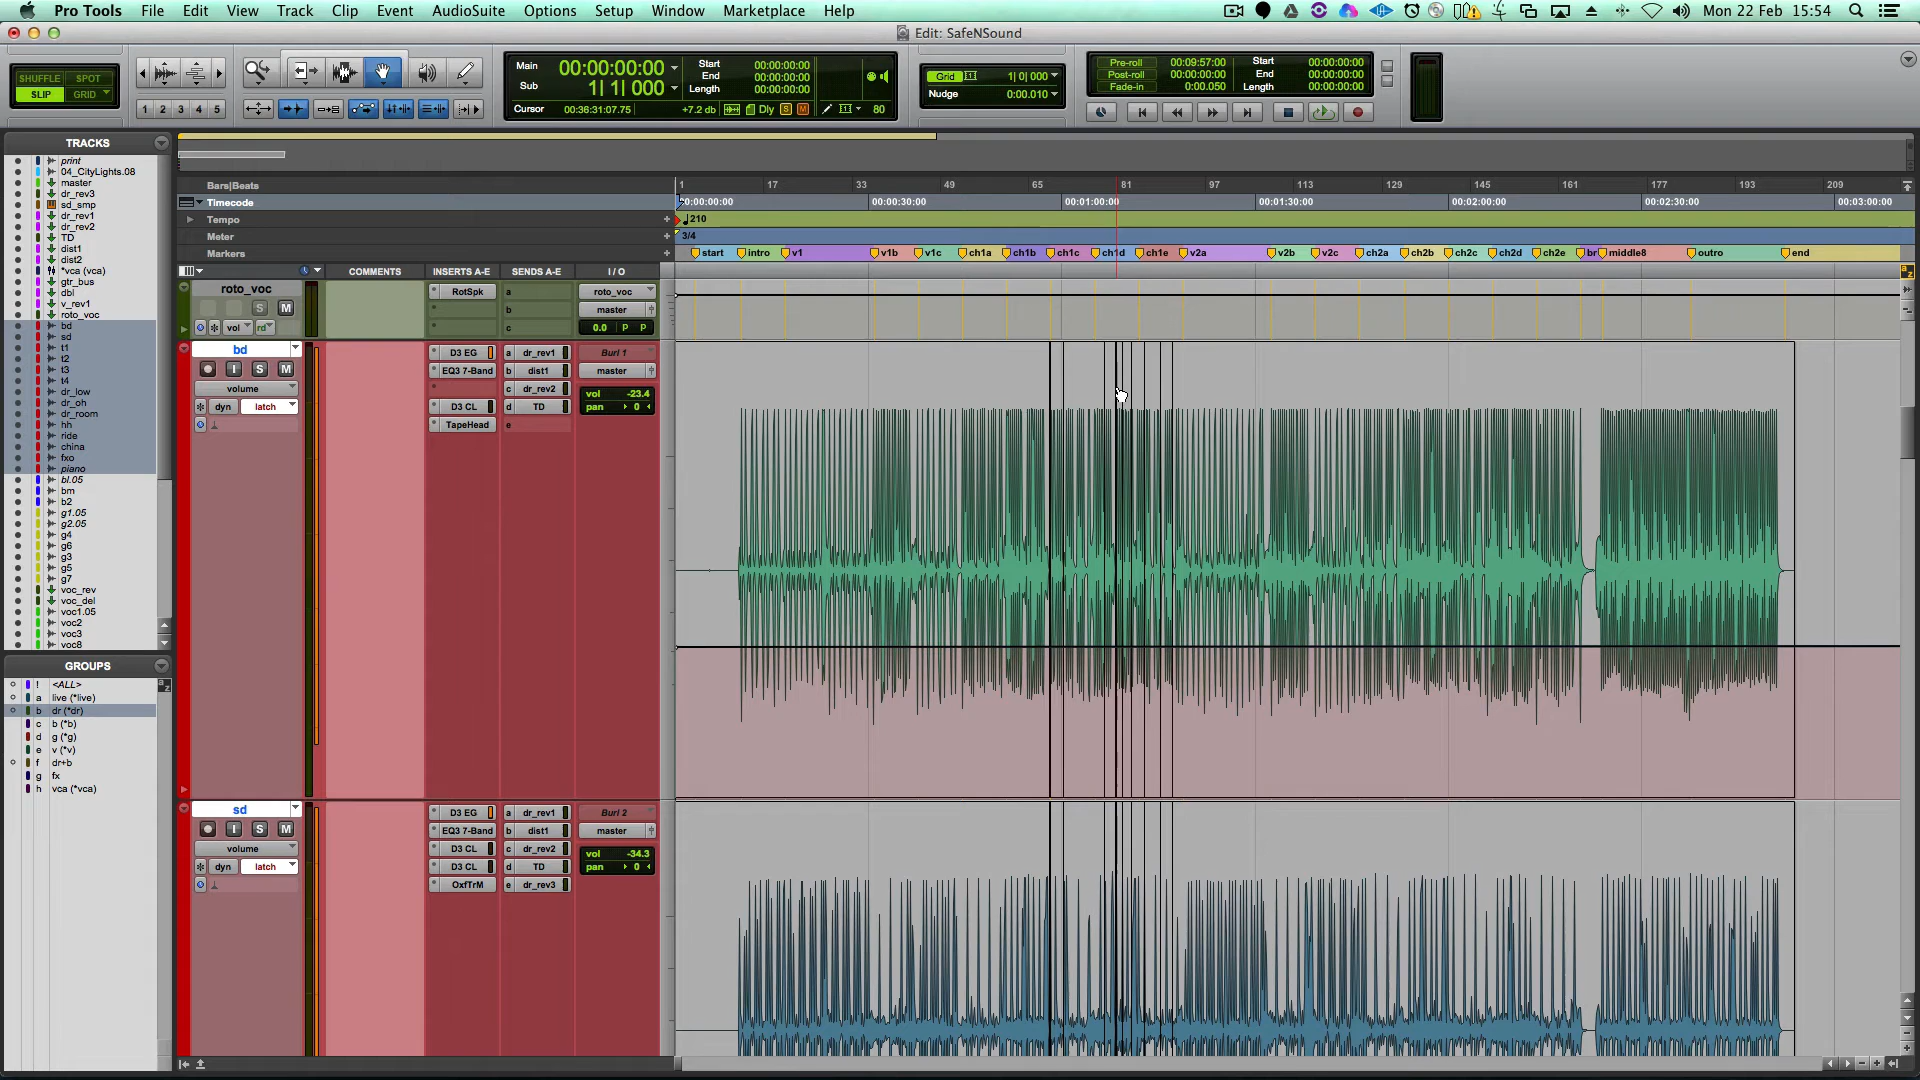 Pro Tools File Edit View Track Clip Event AudioSuite Options Setup Window Marketplace Help Mon 22 Feb 15:54
Edit: SafeNSound
SHUFFLE SPOT
SLIP GRID
1 2 3 4 5
Main 00:00:00:00
Sub 1| 1| 000
Start 00:00:00:00
End 00:00:00:00
Length 00:00:00:00
Cursor 00:36:31:07.75 +7.2 db Dly S M 80
Grid 1| 0| 000
Nudge 0:00.010
Pre-roll 00:09:57:00
Post-roll 00:00:00:00
Fade-in 0:00.050
Start 00:00:00:00
End 00:00:00:00
Length 00:00:00:00
TRACKS
print
04_CityLights.08
master
dr_rev3
sd_smp
dr_rev1
dr_rev2
TD
dist1
dist2
*vca (vca)
gtr_bus
dbl
v_rev1
roto_voc
bd
sd
t1
t2
t3
t4
dr_low
dr_oh
dr_room
hh
ride
china
fxo
piano
bl.05
bm
b2
g1.05
g2.05
g4
g6
g3
g5
g7
voc_rev
voc_del
voc1.05
voc2
voc3
voc8
GROUPS
! <ALL>
a live (*live)
b dr (*dr)
c b (*b)
d g (*g)
e v (*v)
f dr+b
g fx
h vca (*vca)
Bars|Beats 1 17 33 49 65 81 97 113 129 145 161 177 193 209
Timecode 0:00:00:00 00:00:30:00 00:01:00:00 00:01:30:00 00:02:00:00 00:02:30:00 00:03:00:00
Tempo 210
Meter 3/4
Markers start intro v1 v1b v1c ch1a ch1b ch1c ch1d ch1e v2a v2b v2c ch2a ch2b ch2c ch2d ch2e br middle8 outro end
COMMENTS INSERTS A-E SENDS A-E I / O
roto_voc
S M
vol rd
RotSpk
a
b
c
roto_voc
master
0.0 P P
bd
I S M
volume
dyn latch
D3 EG
EQ3 7-Band
D3 CL
TapeHead
a dr_rev1
b dist1
c dr_rev2
d TD
e
Burl 1
master
vol -23.4
pan 0
sd
I S M
volume
dyn latch
D3 EG
EQ3 7-Band
D3 CL
D3 CL
OxfTrM
a dr_rev1
b dist1
c dr_rev2
d TD
e dr_rev3
Burl 2
master
vol -34.3
pan 0